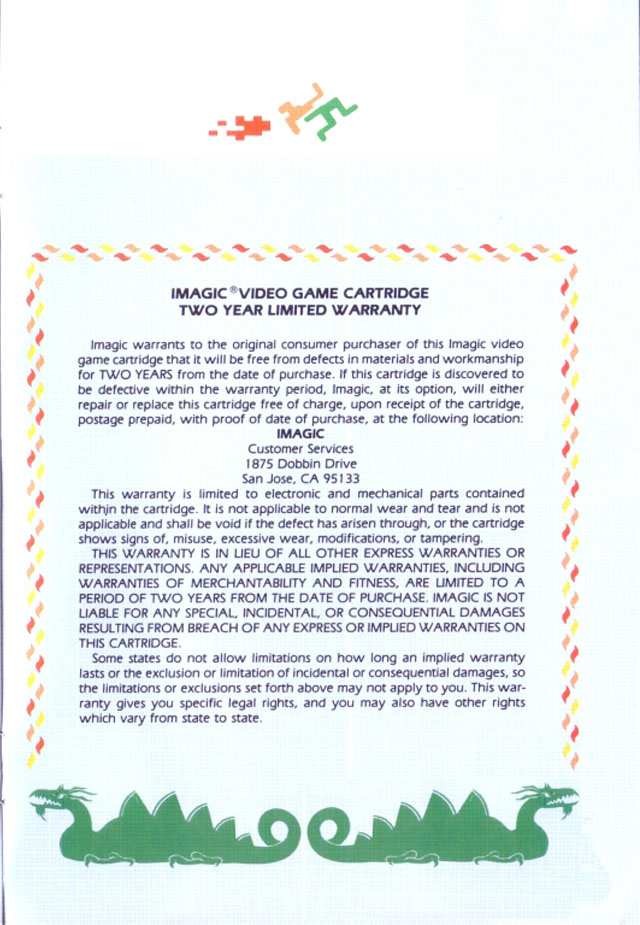 IMAGIC® VIDEO GAME CARTRIDGE
TWO YEAR LIMITED WARRANTY
Imagic warrants to the original consumer purchaser of this Imagic video
game cartridge that it will be free from defects in materials and workmanship
for TWO YEARS from the date of purchase. If this cartridge is discovered to
be defective within the warranty period, Imagic, at its option, will either
repair or replace this cartridge free of charge, upon receipt of the cartridge,
postage prepaid, with proof of date of purchase, at the following location:
IMAGIC
Customer Services
1875 Dobbin Drive
San Jose, CA 95133
This warranty is limited to electronic and mechanical parts contained
within the cartridge. It is not applicable to normal wear and tear and is not
applicable and shall be void if the defect has arisen through, or the cartridge
shows signs of, misuse, excessive wear, modifications, or tampering.
THIS WARRANTY IS IN LIEU OF ALL OTHER EXPRESS WARRANTIES OR
REPRESENTATIONS. ANY APPLICABLE IMPLIED WARRANTIES, INCLUDING
WARRANTIES OF MERCHANTABILITY AND FITNESS, ARE LIMITED TO A
PERIOD OF TWO YEARS FROM THE DATE OF PURCHASE. IMAGIC IS NOT
LIABLE FOR ANY SPECIAL, INCIDENTAL, OR CONSEQUENTIAL DAMAGES
RESULTING FROM BREACH OF ANY EXPRESS OR IMPLIED WARRANTIES ON
THIS CARTRIDGE.
Some states do not allow limitations on how long an implied warranty
lasts or the exclusion or limitation of incidental or consequential damages, so
the limitations or exclusions set forth above may not apply to you. This war-
ranty gives you specific legal rights, and you may also have other rights
which vary from state to state.